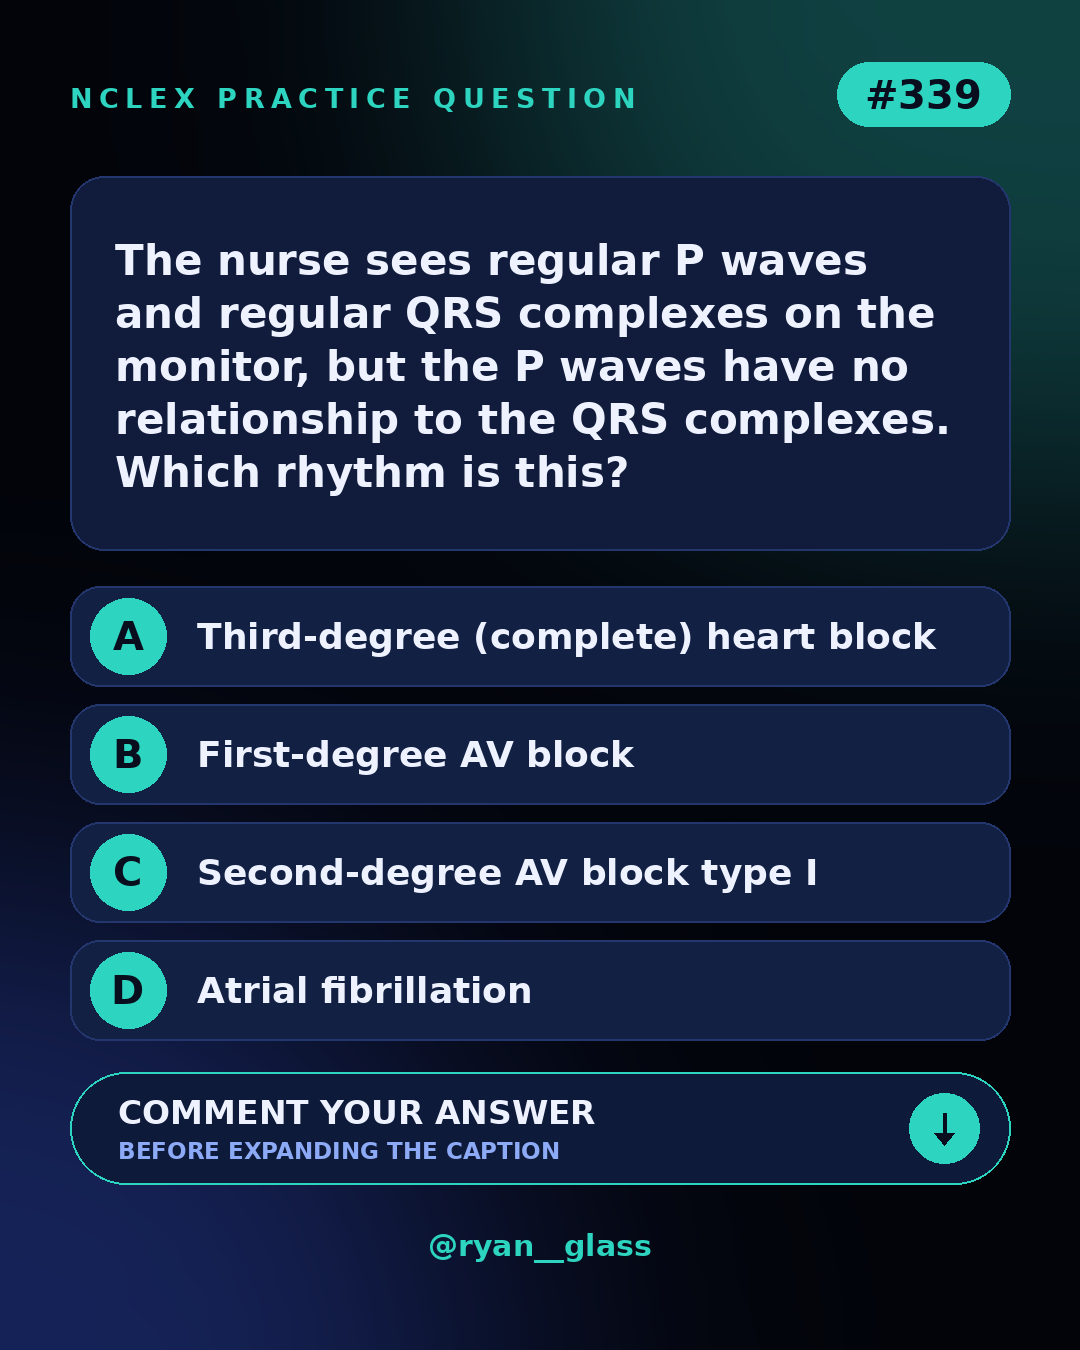 NCLEX PRACTICE QUESTION
#339
The nurse sees regular P waves
and regular QRS complexes on the
monitor, but the P waves have no
relationship to the QRS complexes.
Which rhythm is this?
A Third-degree (complete) heart block
B First-degree AV block
C Second-degree AV block type I
D Atrial fibrillation
COMMENT YOUR ANSWER
BEFORE EXPANDING THE CAPTION
@ryan__glass